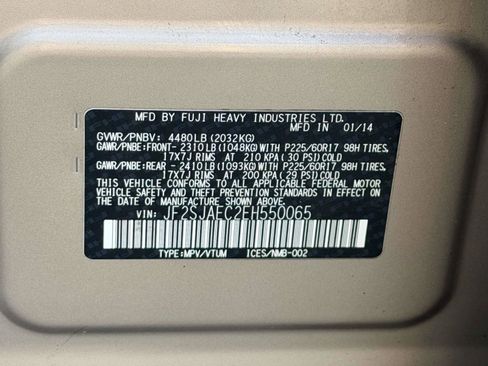 MFD BY FUJI HEAVY INDUSTRIES LTD.
MFD IN 01/14
GVWR/PNBV: 4480LB(2032KG)
GAWR/PNBE:FRONT- 2310LB(1048KG)WITH P225/60R17 98H TIRES,
17X7J RIMS AT 210 KPA(30 PSI)COLD
GAWR/PNBE:REAR - 2410LB(1093KG)WITH P225/60R17 98H TIRES,
17X7J RIMS AT 200 KPA(29 PSI)COLD
THIS VEHICLE CONFORMS TO ALL APPLICABLE FEDERAL MOTOR
VEHICLE SAFETY AND THEFT PREVENTION STANDARDS IN EFFECT ON
THE DATE OF MANUFACTURE SHOWN ABOVE.
VIN: JF2SJAEC2EH550065
TYPE:MPV/VTUM ICES/NMB-002